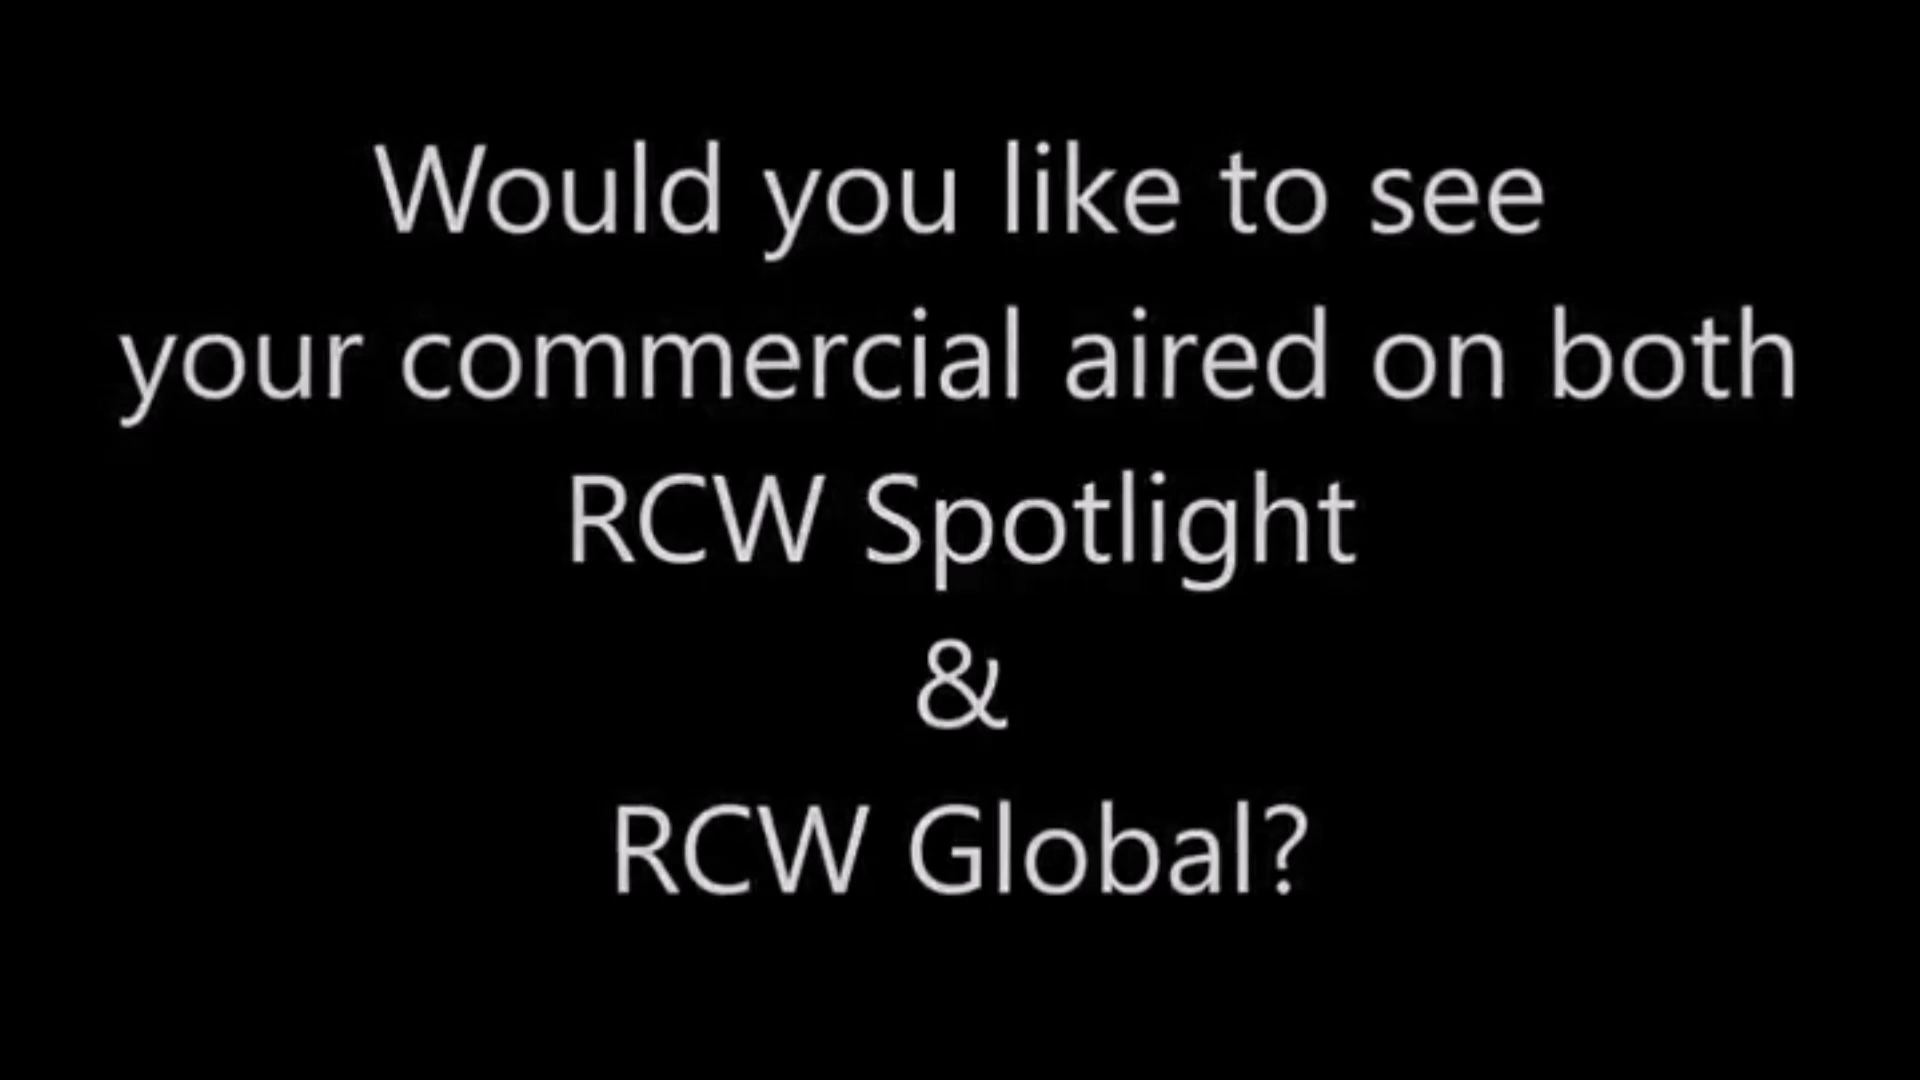 Would you like to see
your commercial aired on both
RCW Spotlight
&
RCW Global?